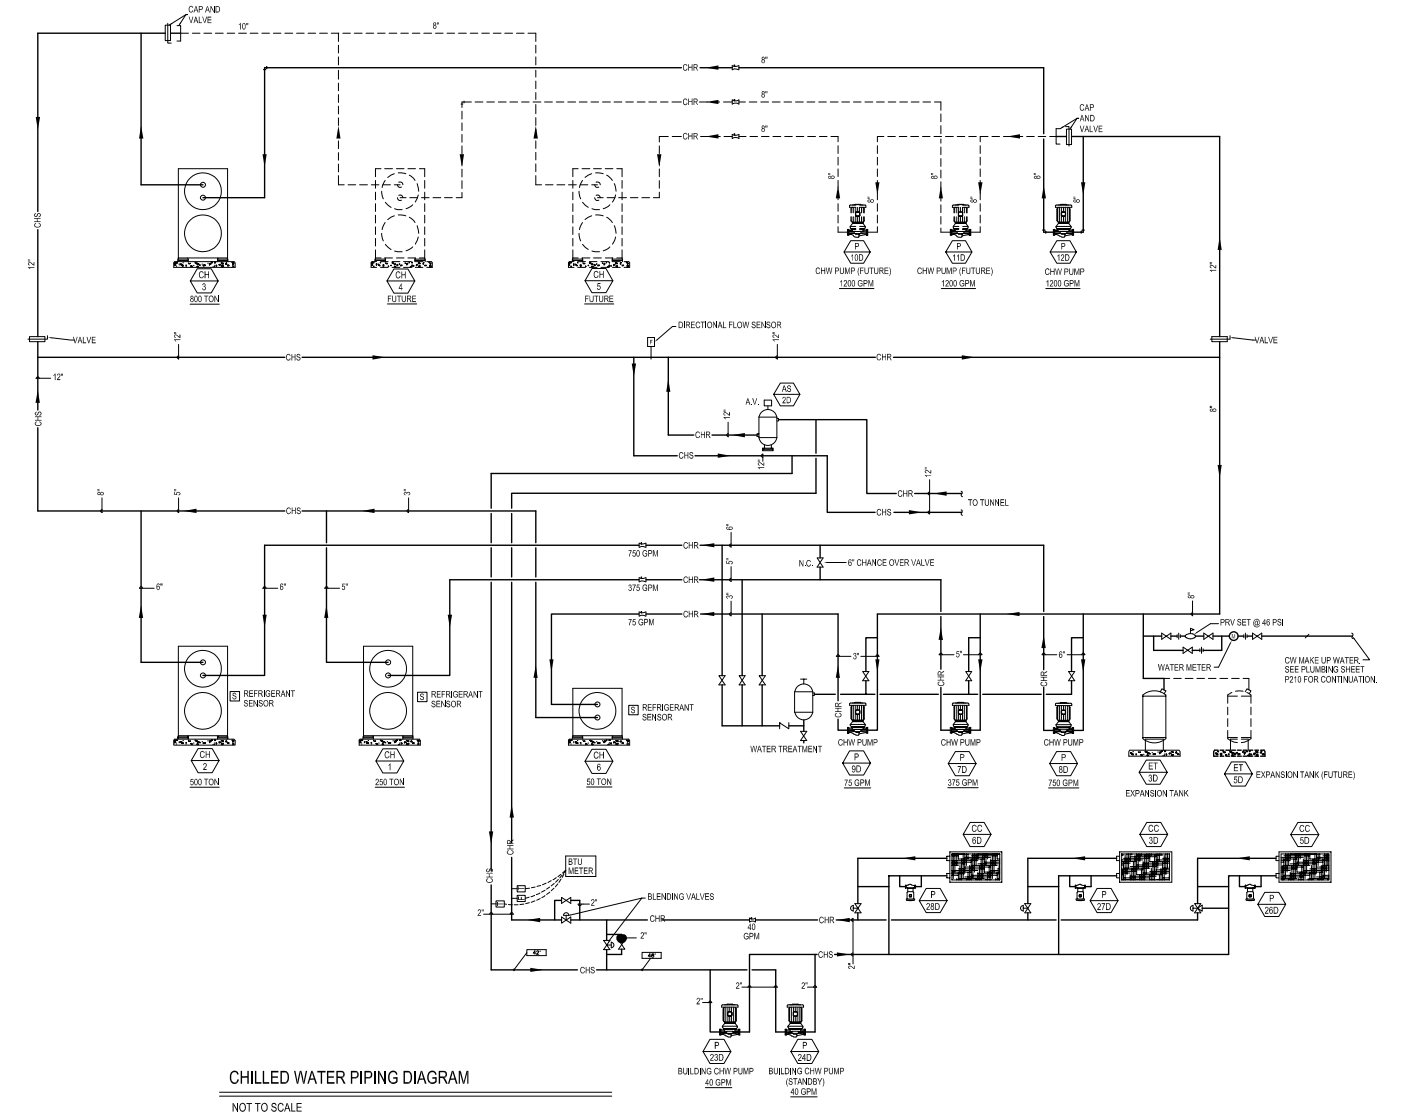 CAP AND
VALVE
10"
8"
CHR
8"
CHR
8"
CHR
8"
CAP
AND
VALVE
CHS
12"
8"
8"
8"
8"
8"
8"
12"
CH
3
800 TON
CH
4
FUTURE
CH
5
FUTURE
P
10D
CHW PUMP (FUTURE)
1200 GPM
P
11D
CHW PUMP (FUTURE)
1200 GPM
P
12D
CHW PUMP
1200 GPM
VALVE
12"
CHS
DIRECTIONAL FLOW SENSOR
F
12"
CHR
VALVE
12"
CHS
A.V.
AS
2D
12"
CHR
CHS
12"
8"
12"
CHR
CHS
TO TUNNEL
8"
5"
CHS
3"
750 GPM
CHR
6"
N.C.
6" CHANCE OVER VALVE
375 GPM
CHR
5"
75 GPM
CHR
3"
6"
6"
5"
8"
PRV SET @ 46 PSI
M
WATER METER
CW MAKE UP WATER.
SEE PLUMBING SHEET
P210 FOR CONTINUATION.
3"
5"
6"
CHR
S REFRIGERANT
SENSOR
S REFRIGERANT
SENSOR
S REFRIGERANT
SENSOR
WATER TREATMENT
CH
2
500 TON
CH
1
250 TON
CH
6
50 TON
CHW PUMP
P
9D
75 GPM
CHW PUMP
P
7D
375 GPM
CHW PUMP
P
8D
750 GPM
ET
3D
EXPANSION TANK
ET
5D
EXPANSION TANK (FUTURE)
CHS
CHR
BTU
METER
CC
6D
CC
3D
CC
5D
P
28D
P
27D
P
26D
2"
2"
BLENDING VALVES
CHR
40
GPM
CHR
2"
42°
CHS
46°
CHS
2"
2"
2"
2"
P
23D
BUILDING CHW PUMP
40 GPM
P
24D
BUILDING CHW PUMP
(STANDBY)
40 GPM
CHILLED WATER PIPING DIAGRAM
NOT TO SCALE